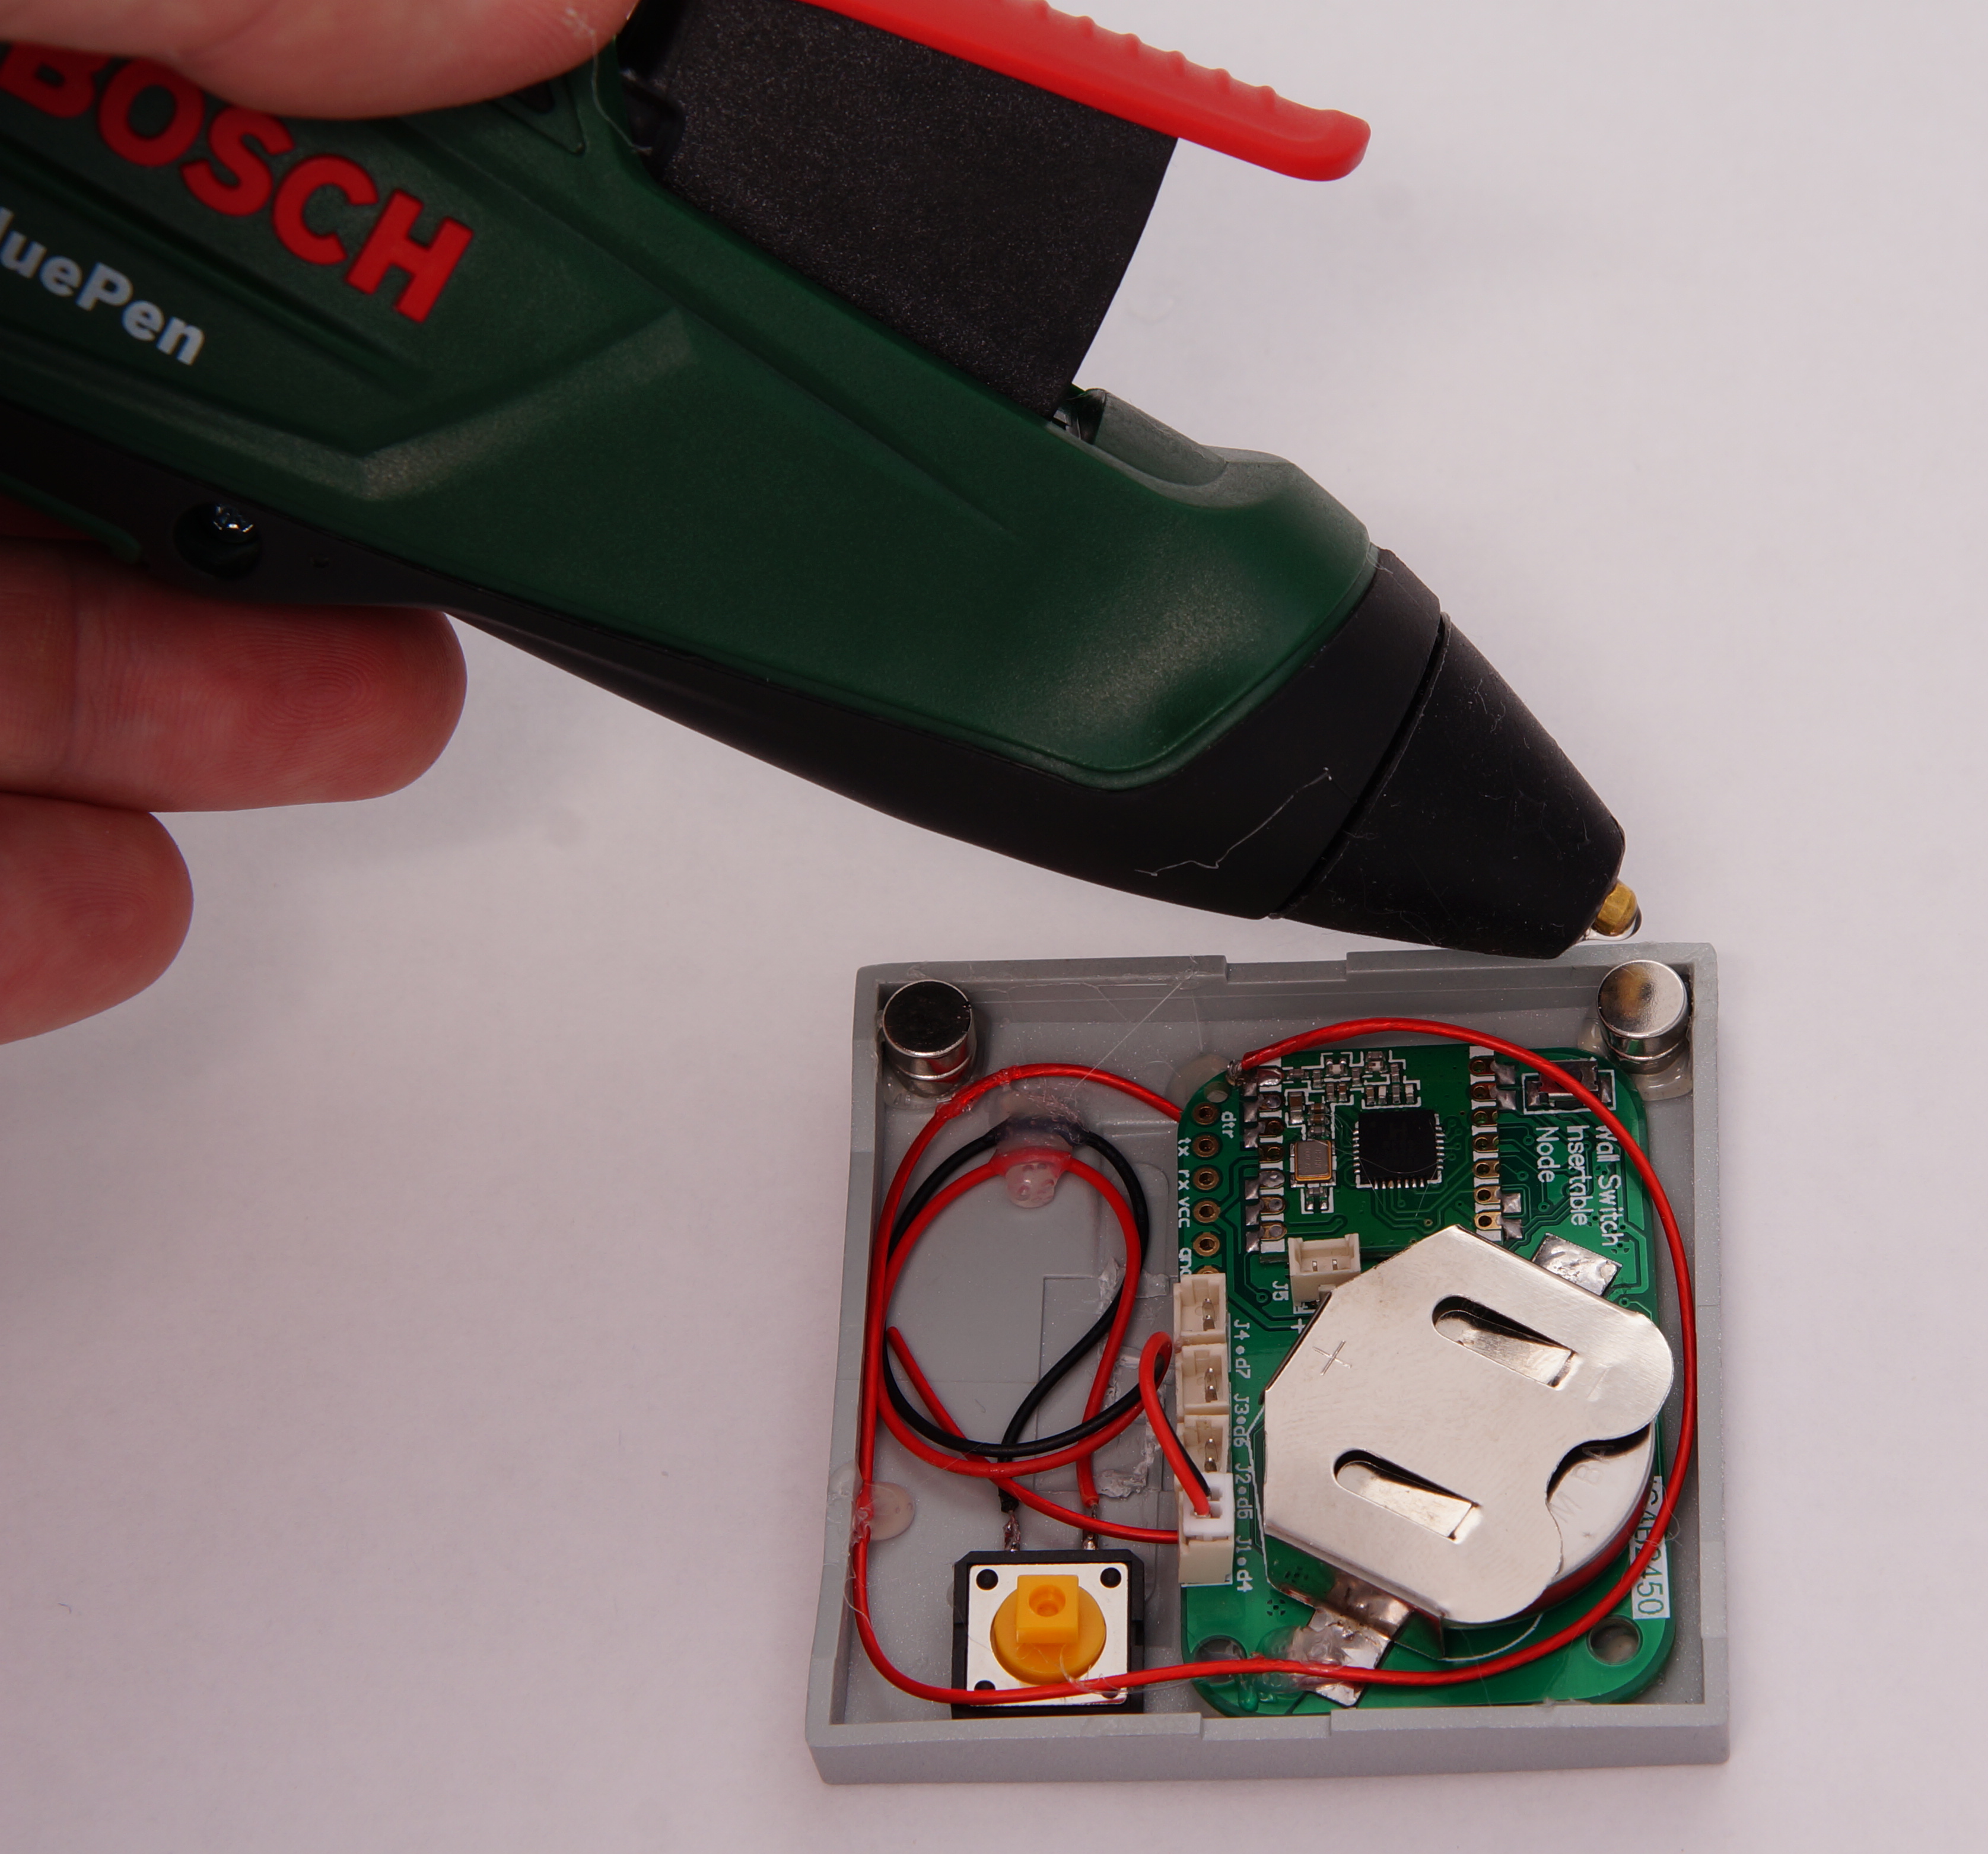 BOSCH
luePen
dtr
tx rx vcc gnd
Wall Switch
Insertable
Node
J5
+
+
J4•d7 J3•d6 J2•d5 J1•d4
2450